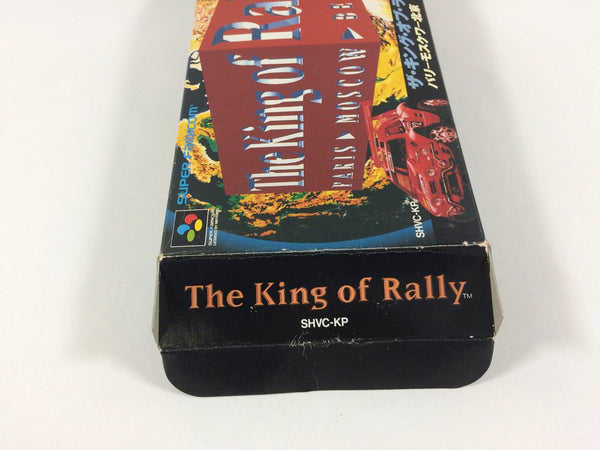 The King of Ra
PARIS ▶ MOSCOW ▶ BE
ザ・キング・オブ・ラ
パリ〜モスクワ〜北京
SUPER Famicom
SHVC-KP
The King of Rally™
SHVC-KP